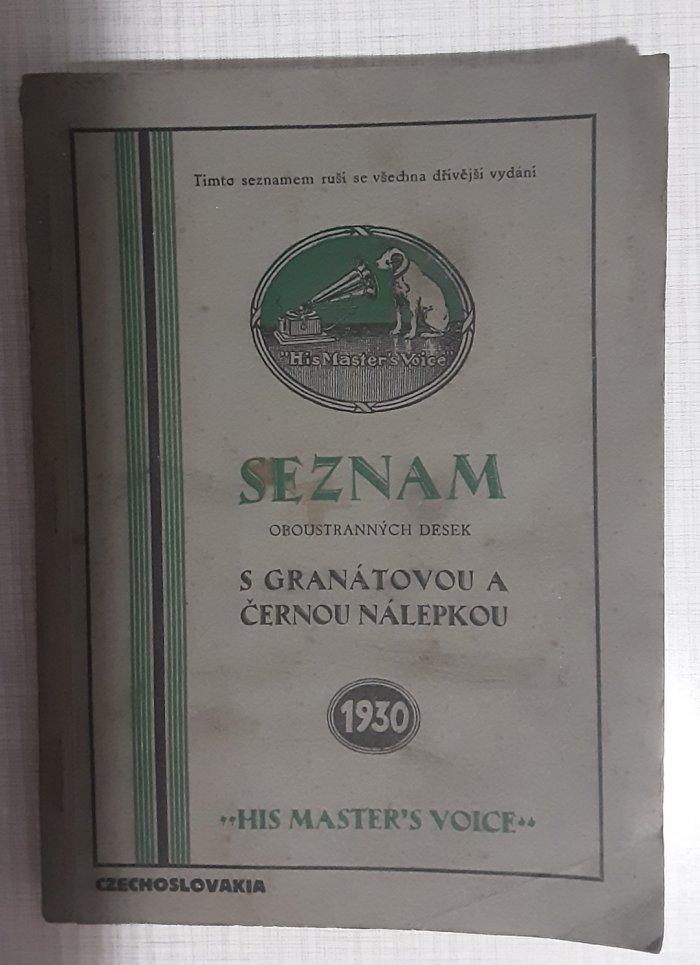 Tímto seznamem ruší se všechna dřívější vydání
"His Master's Voice"
SEZNAM
OBOUSTRANNÝCH DESEK
S GRANÁTOVOU A
ČERNOU NÁLEPKOU
1930
"HIS MASTER'S VOICE"
CZECHOSLOVAKIA